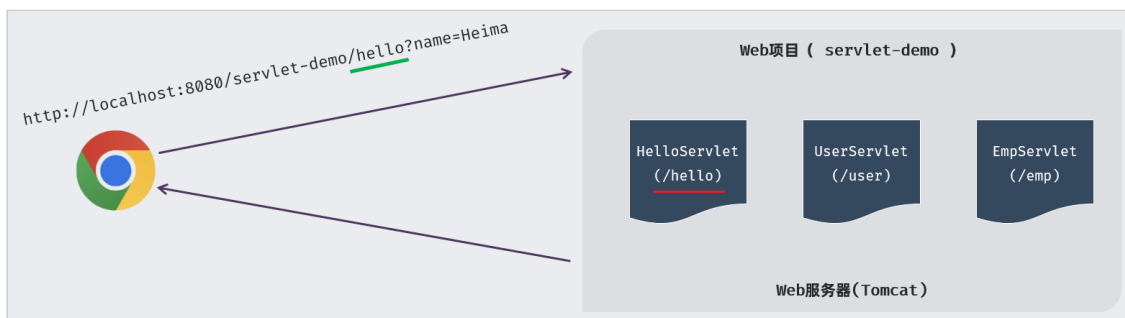 http://localhost:8080/servlet-demo/hello?name=Heima
Web项目 ( servlet-demo )
HelloServlet
(/hello)
UserServlet
(/user)
EmpServlet
(/emp)
Web服务器(Tomcat)